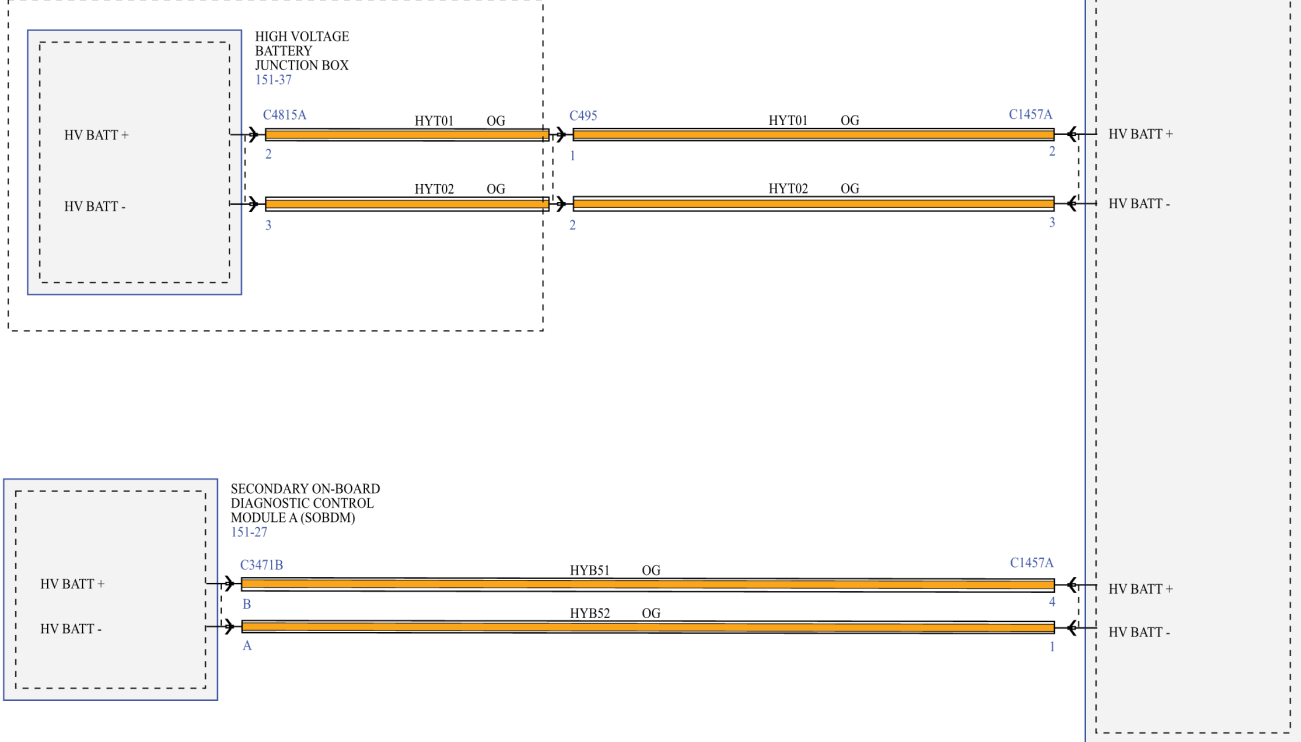 HIGH VOLTAGE
BATTERY
JUNCTION BOX
151-37
C4815A
HYT01 OG
C495
HYT01 OG
C1457A
HV BATT +
HV BATT +
2
1
2
HYT02 OG
HYT02 OG
HV BATT -
HV BATT -
3
2
3
SECONDARY ON-BOARD
DIAGNOSTIC CONTROL
MODULE A (SOBDM)
151-27
C3471B
HYB51 OG
C1457A
HV BATT +
HV BATT +
B
4
HYB52 OG
HV BATT -
HV BATT -
A
1